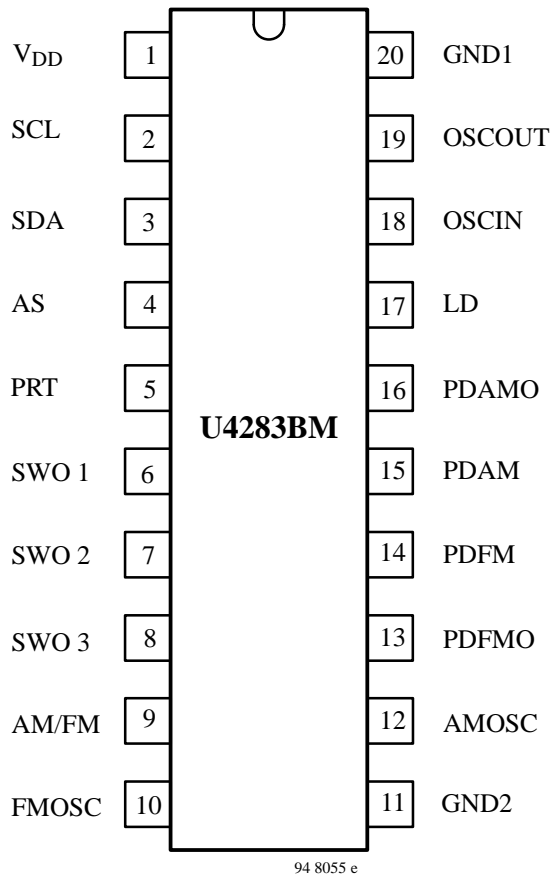 VDD 1 20 GND1
SCL 2 19 OSCOUT
SDA 3 18 OSCIN
AS 4 17 LD
PRT 5 16 PDAMO
U4283BM
SWO 1 6 15 PDAM
SWO 2 7 14 PDFM
SWO 3 8 13 PDFMO
AM/FM 9 12 AMOSC
FMOSC 10 11 GND2
94 8055 e